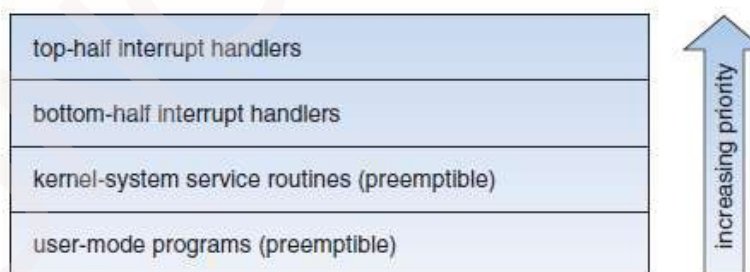 top-half interrupt handlers
bottom-half interrupt handlers
kernel-system service routines (preemptible)
user-mode programs (preemptible)
increasing priority